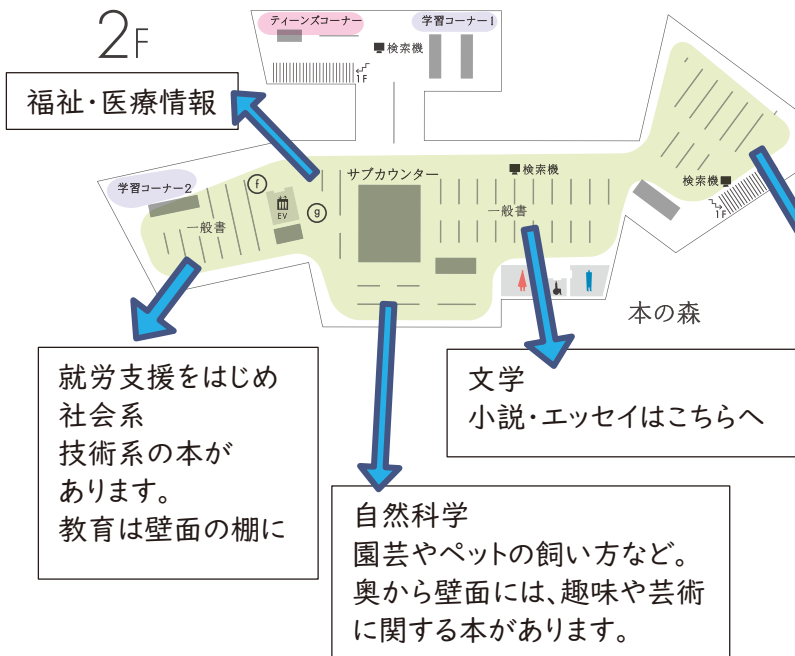 2F
ティーンズコーナー
学習コーナー1
検索機
1F
福祉・医療情報
学習コーナー2
f
サブカウンター
検索機
検索機
EV
g
一般書
一般書
1F
本の森
就労支援をはじめ
社会系
技術系の本が
あります。
教育は壁面の棚に
文学
小説・エッセイはこちらへ
自然科学
園芸やペットの飼い方など。
奥から壁面には、趣味や芸術
に関する本があります。